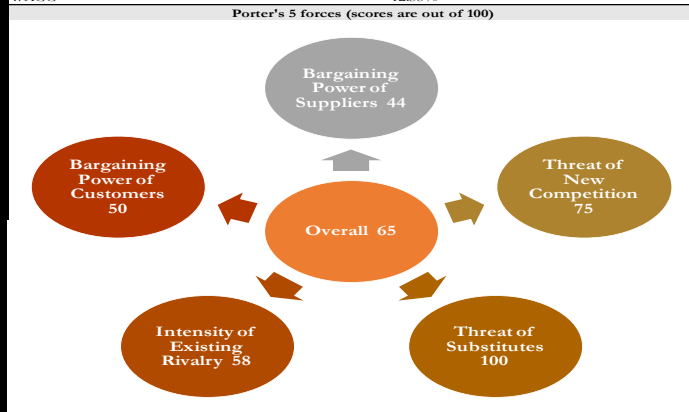 Porter's 5 forces (scores are out of 100)
Bargaining
Power of
Suppliers 44
Bargaining
Power of
Customers
50
Threat of
New
Competition
75
Overall 65
Intensity of
Existing
Rivalry 58
Threat of
Substitutes
100